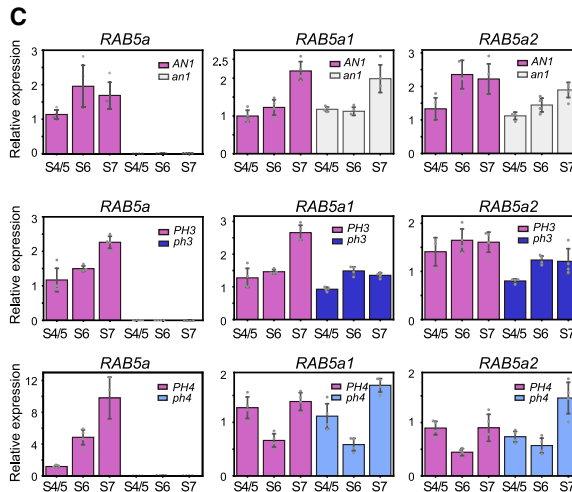 C
RAB5a RAB5a1 RAB5a2
Relative expression
3
2
1
0
AN1
an1
S4/5 S6 S7 S4/5 S6 S7
2.5
2
1
0
AN1
an1
S4/5 S6 S7 S4/5 S6 S7
3
2
1
0
AN1
an1
S4/5 S6 S7 S4/5 S6 S7
RAB5a RAB5a1 RAB5a2
Relative expression
3
2
1
0
PH3
ph3
S4/5 S6 S7 S4/5 S6 S7
3
2
1
0
PH3
ph3
S4/5 S6 S7 S4/5 S6 S7
2
1
0
PH3
ph3
S4/5 S6 S7 S4/5 S6 S7
RAB5a RAB5a1 RAB5a2
Relative expression
12
8
4
0
PH4
ph4
S4/5 S6 S7 S4/5 S6 S7
2
1
0
PH4
ph4
S4/5 S6 S7 S4/5 S6 S7
2
1
0
PH4
ph4
S4/5 S6 S7 S4/5 S6 S7